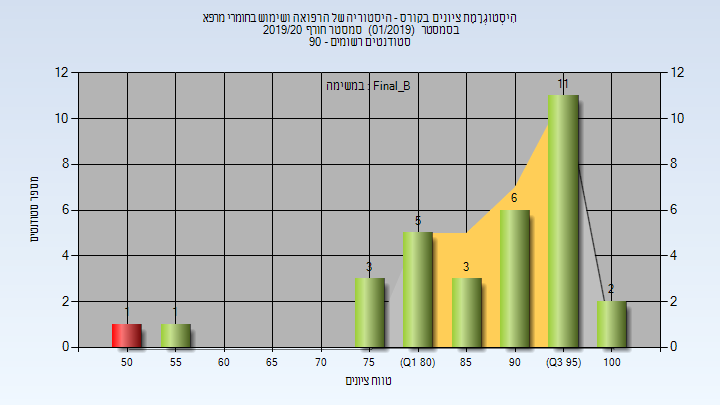 הִיסְטוֹגְרַמַת ציונים בקורס - היסטוריה של הרפואה ושימוש בחומרי מרפא
בסמסטר (01/2019) סמסטר חורף 2019/20
סטודנטים רשומים - 90
במשימה : Final_B
12 12
10 10
8 8
6 6
4 4
2 2
0 0
מספר סטודנטים
1 1 3 5 3 6 11 2
50 55 60 65 70 75 (Q1 80) 85 90 (Q3 95) 100
טווח ציונים